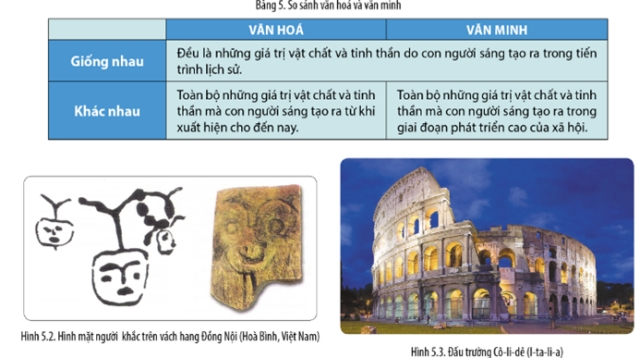 Bảng 5. So sánh văn hoá và văn minh
VĂN HOÁ
VĂN MINH
Giống nhau
Đều là những giá trị vật chất và tinh thần do con người sáng tạo ra trong tiến
trình lịch sử.
Khác nhau
Toàn bộ những giá trị vật chất và tinh
thần mà con người sáng tạo ra từ khi
xuất hiện cho đến nay.
Toàn bộ những giá trị vật chất và tinh
thần mà con người sáng tạo ra trong
giai đoạn phát triển cao của xã hội.
Hình 5.2. Hình mặt người khắc trên vách hang Đồng Nội (Hoà Bình, Việt Nam)
Hình 5.3. Đấu trường Cô-li-dê (I-ta-li-a)